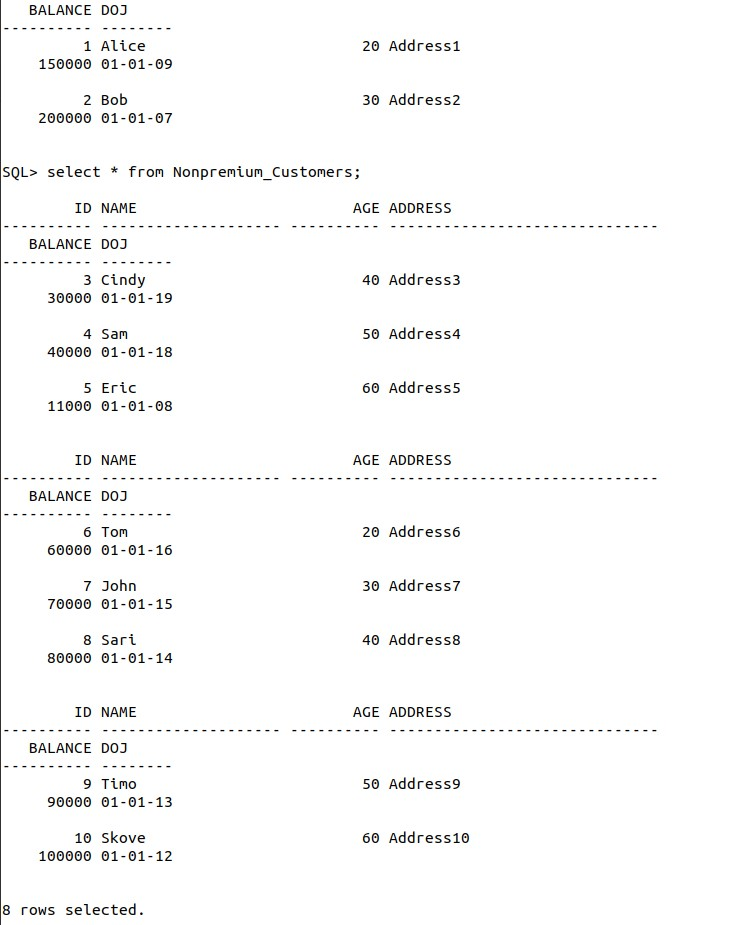 BALANCE DOJ
---------- --------
         1 Alice                        20 Address1
    150000 01-01-09

         2 Bob                          30 Address2
    200000 01-01-07


SQL> select * from Nonpremium_Customers;

        ID NAME                        AGE ADDRESS
---------- -------------------- ---------- ------------------------------
   BALANCE DOJ
---------- --------
         3 Cindy                        40 Address3
     30000 01-01-19

         4 Sam                          50 Address4
     40000 01-01-18

         5 Eric                         60 Address5
     11000 01-01-08


        ID NAME                        AGE ADDRESS
---------- -------------------- ---------- ------------------------------
   BALANCE DOJ
---------- --------
         6 Tom                          20 Address6
     60000 01-01-16

         7 John                         30 Address7
     70000 01-01-15

         8 Sari                         40 Address8
     80000 01-01-14


        ID NAME                        AGE ADDRESS
---------- -------------------- ---------- ------------------------------
   BALANCE DOJ
---------- --------
         9 Timo                         50 Address9
     90000 01-01-13

        10 Skove                        60 Address10
    100000 01-01-12


8 rows selected.